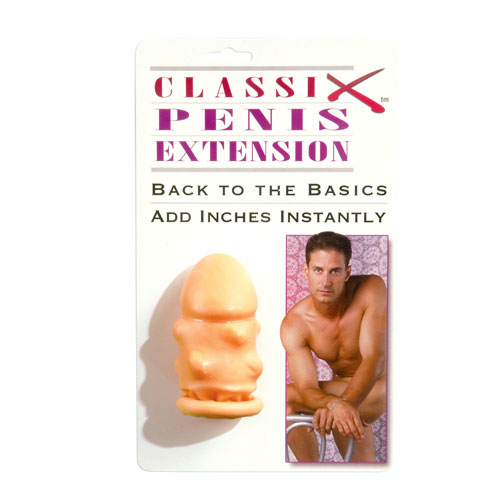 CLASSIX tm
PENIS
EXTENSION
BACK TO THE BASICS
ADD INCHES INSTANTLY